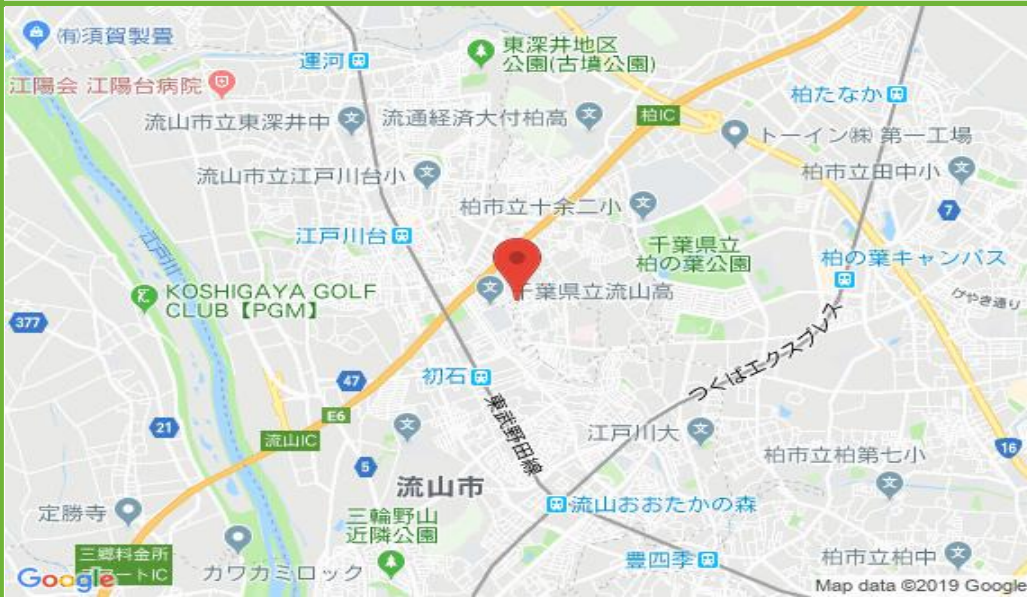 (有)須賀製畳
運河
東深井地区
公園(古墳公園)
江陽会 江陽台病院
柏たなか
流山市立東深井中
流通経済大付柏高
柏IC
トーイン㈱ 第一工場
流山市立江戸川台小
柏市立田中小
柏市立十余二小
7
江戸川台
千葉県立
柏の葉公園
江戸川
柏の葉キャンパス
KOSHIGAYA GOLF
CLUB【PGM】
千葉県立流山高
けやき通り
377
つくばエクスプレス
初石
47
E6
東武野田線
21
流山IC
江戸川大
柏市立柏第七小
16
5
流山市
定勝寺
三輪野山
近隣公園
流山おおたかの森
三郷料金所
スマートIC
カワカミロック
豊四季
柏市立柏中
Google
Map data ©2019 Google